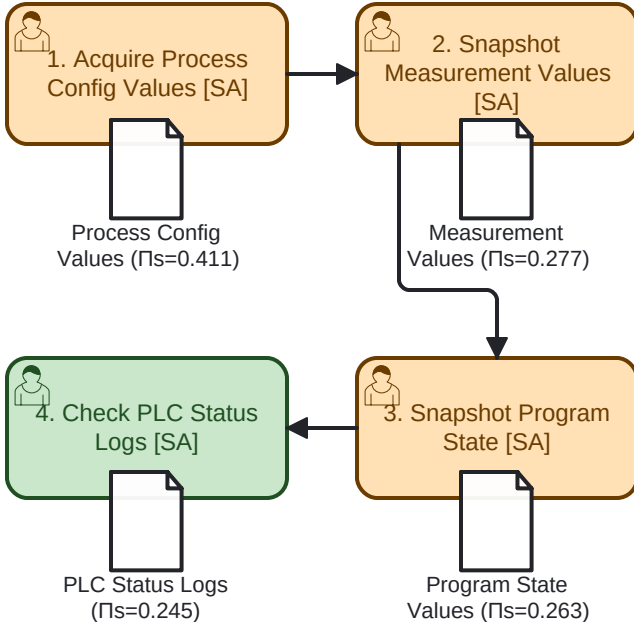 1. Acquire Process
Config Values [SA]
2. Snapshot
Measurement Values
[SA]
Process Config
Values (Πs=0.411)
Measurement
Values (Πs=0.277)
4. Check PLC Status
Logs [SA]
3. Snapshot Program
State [SA]
PLC Status Logs
(Πs=0.245)
Program State
Values (Πs=0.263)